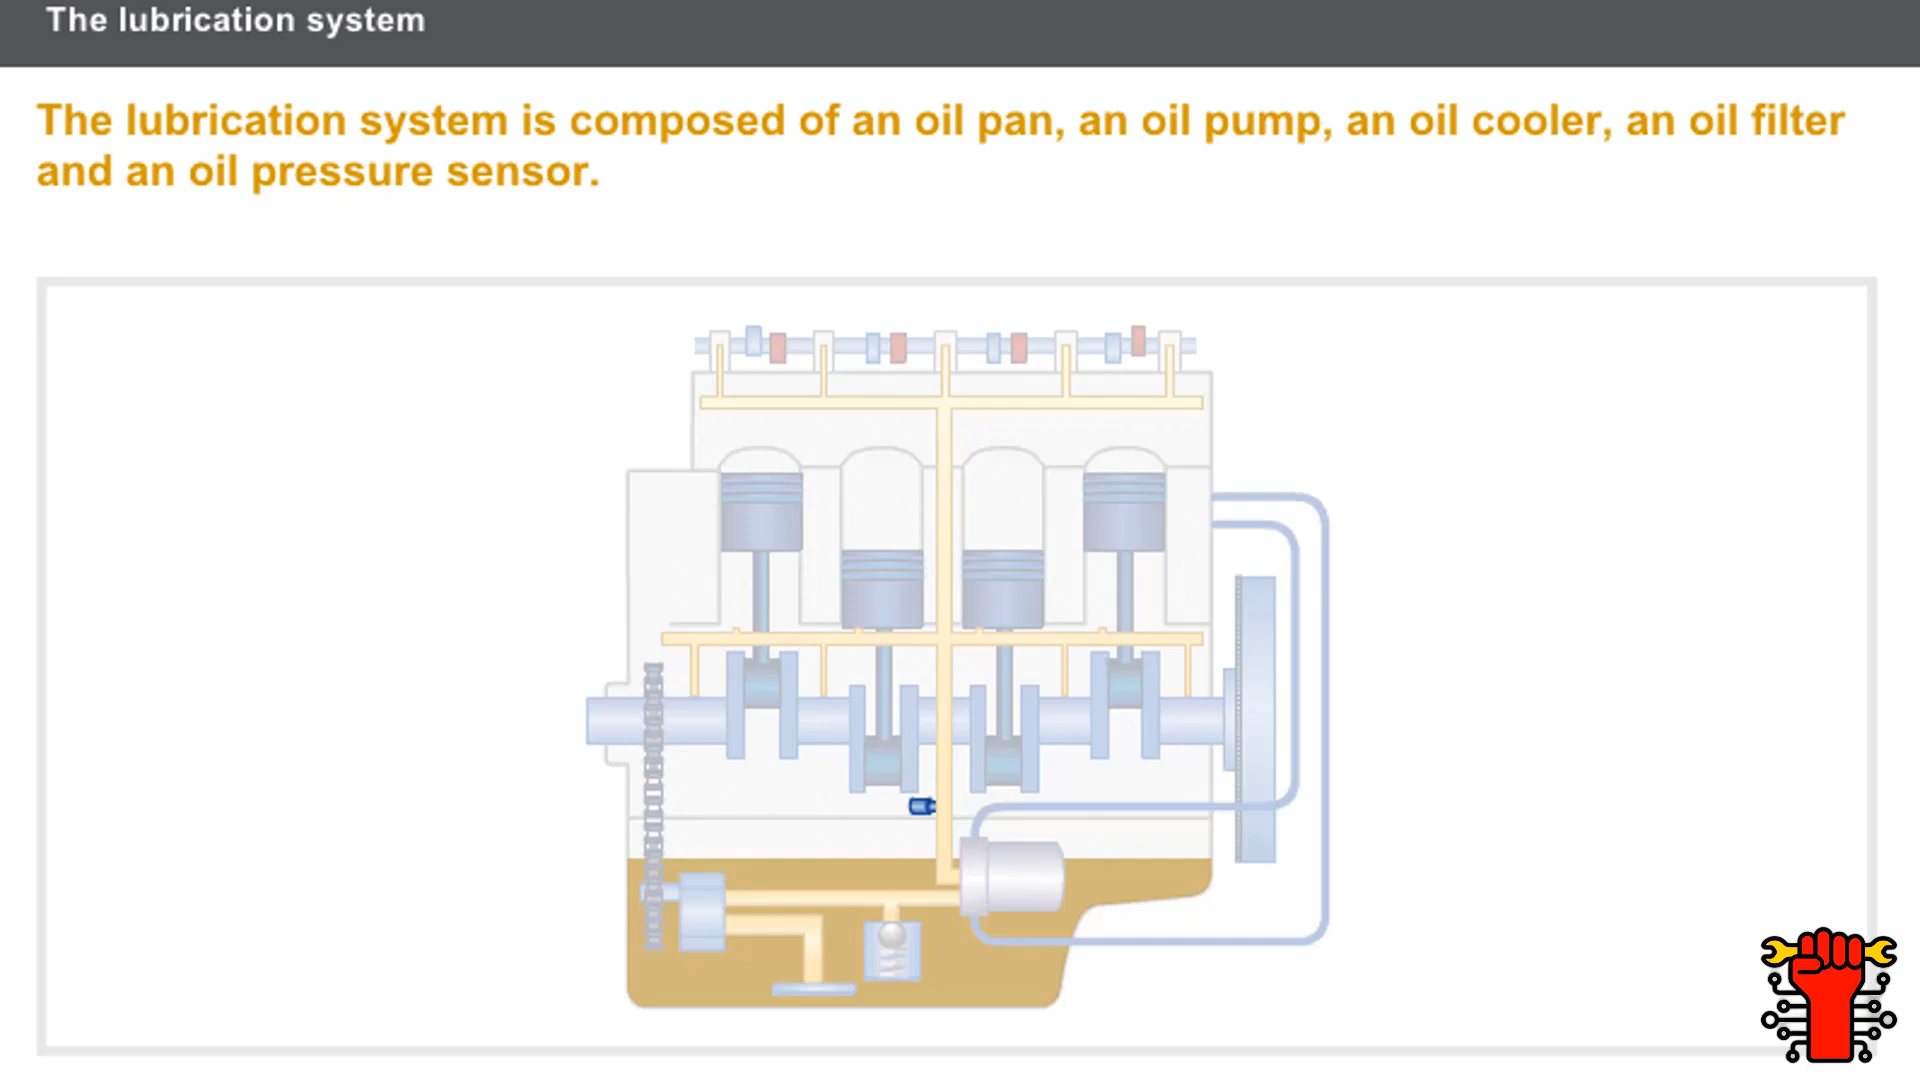 The lubrication system
The lubrication system is composed of an oil pan, an oil pump, an oil cooler, an oil filter
and an oil pressure sensor.